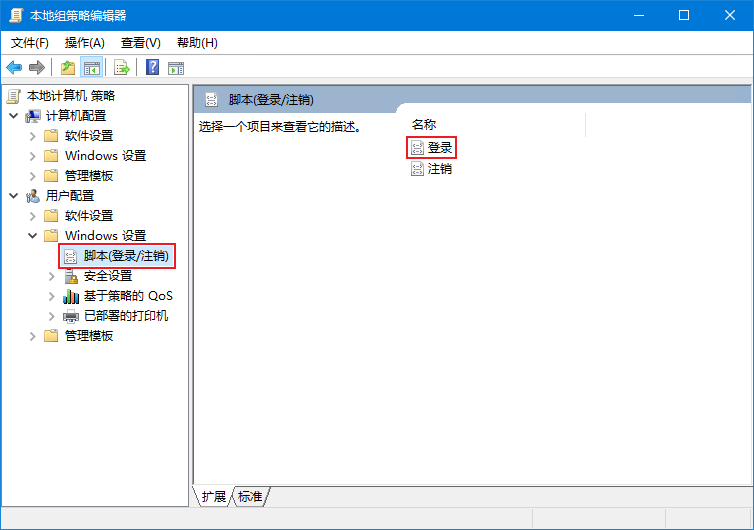 本地组策略编辑器
文件(F) 操作(A) 查看(V) 帮助(H)
本地计算机 策略
计算机配置
软件设置
Windows 设置
管理模板
用户配置
软件设置
Windows 设置
脚本(登录/注销)
安全设置
基于策略的 QoS
已部署的打印机
管理模板
脚本(登录/注销)
选择一个项目来查看它的描述。
名称
登录
注销
扩展 标准